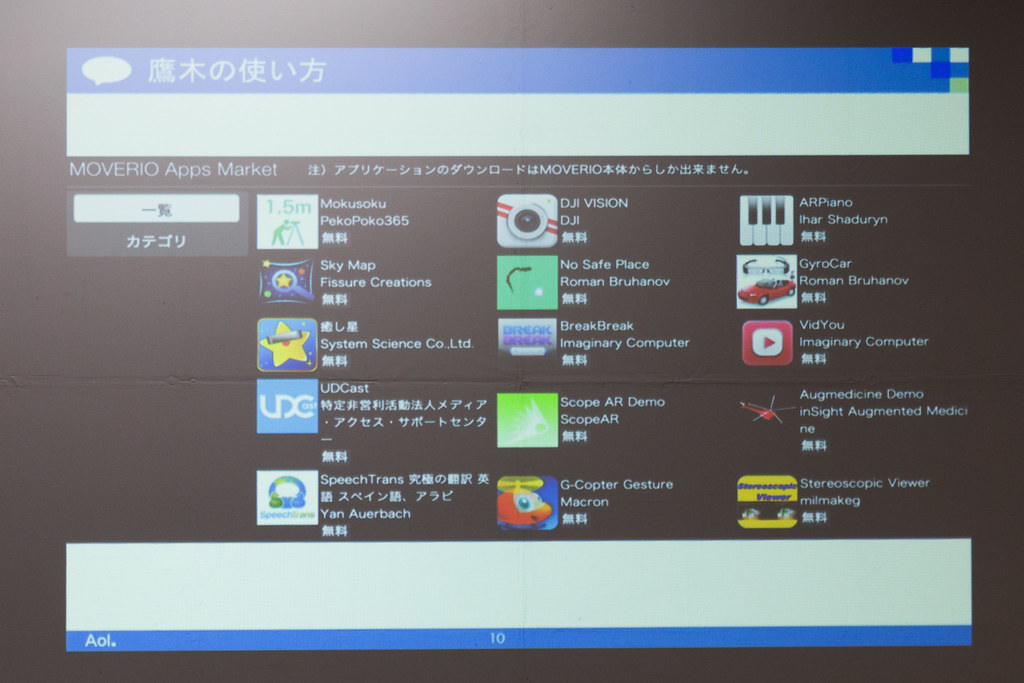 鷹木の使い方
MOVERIO Apps Market
注）アプリケーションのダウンロードはMOVERIO本体からしか出来ません。
一覧
カテゴリ
1.5m
Mokusoku
PekoPoko365
無料
DJI VISION
DJI
無料
ARPiano
Ihar Shaduryn
無料
Sky Map
Fissure Creations
無料
No Safe Place
Roman Bruhanov
無料
GyroCar
Roman Bruhanov
無料
癒し星
System Science Co.,Ltd.
無料
BREAK
BREAK
BreakBreak
Imaginary Computer
無料
VidYou
Imaginary Computer
無料
UDCast
UDCast
特定非営利活動法人メディア
・アクセス・サポートセンタ
ー
無料
Scope AR Demo
ScopeAR
無料
Augmedicine Demo
inSight Augmented Medici
ne
無料
SpeechTrans
SpeechTrans 究極の翻訳 英
語 スペイン語、アラビ
Yan Auerbach
無料
G-Copter Gesture
Macron
無料
Stereoscopic
Viewer
Stereoscopic Viewer
milmakeg
無料
Aol.
10